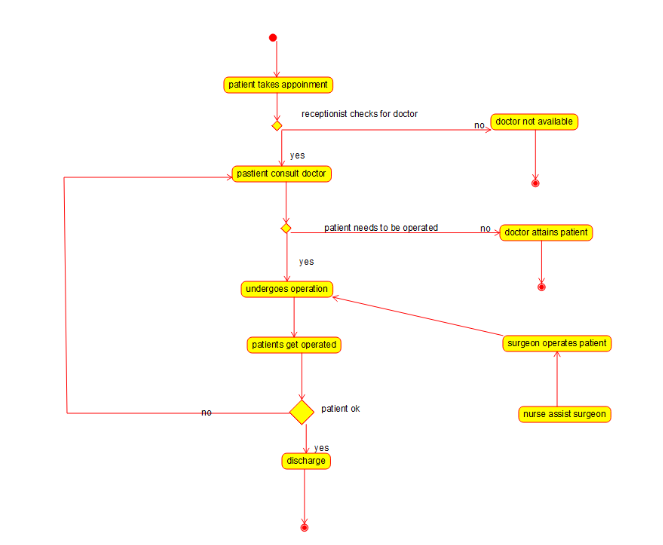 patient takes appoinment
receptionist checks for doctor
no
doctor not available
yes
pastient consult doctor
patient needs to be operated
no
doctor attains patient
yes
undergoes operation
patients get operated
surgeon operates patient
no
patient ok
nurse assist surgeon
yes
discharge